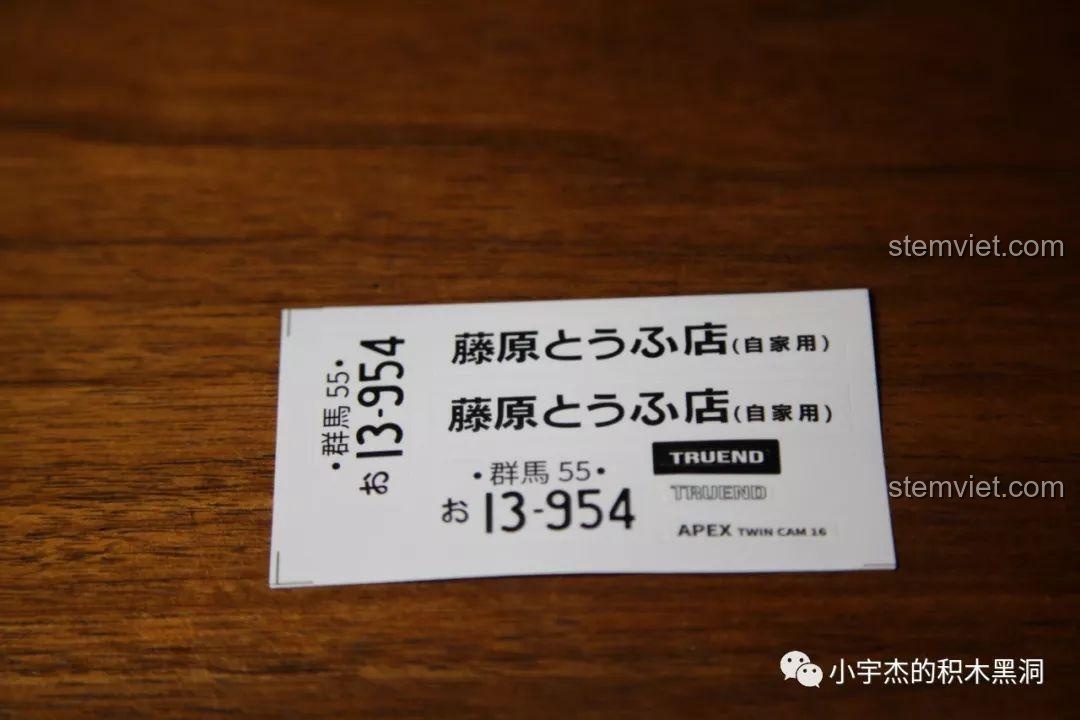 stemviet.com
藤原とうふ店(自家用)
藤原とうふ店(自家用)
・群馬 55・
お 13-954
・群馬 55・
お 13-954
TRUEND
TRUEND
APEX TWIN CAM 16
stemviet.com
小宇杰的积木黑洞